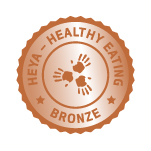 HEYA – HEALTHY EATING
BRONZE